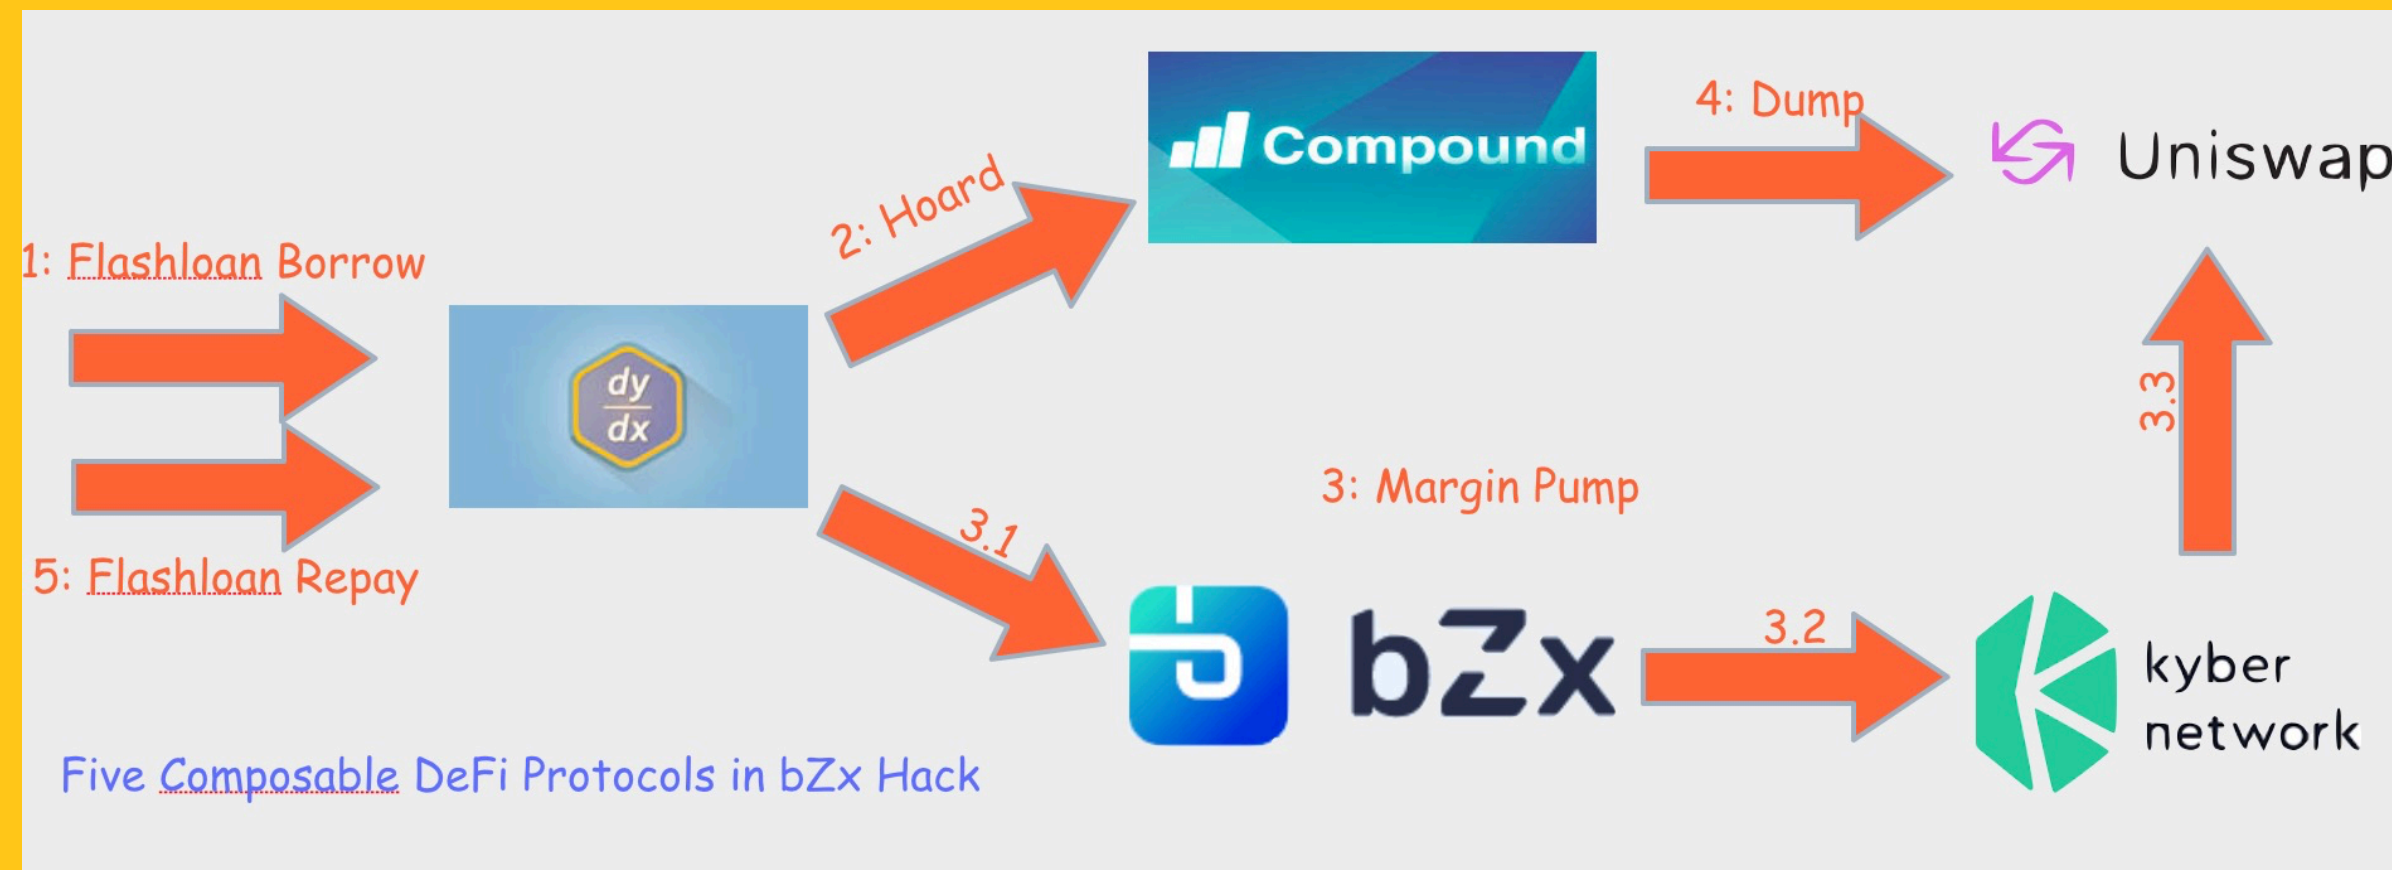 4: Dump
Compound
Uniswap
2: Hoard
1: Flashloan Borrow
dy
dx
3.3
3: Margin Pump
3.1
5: Flashloan Repay
bZx
3.2
kyber
network
Five Composable DeFi Protocols in bZx Hack